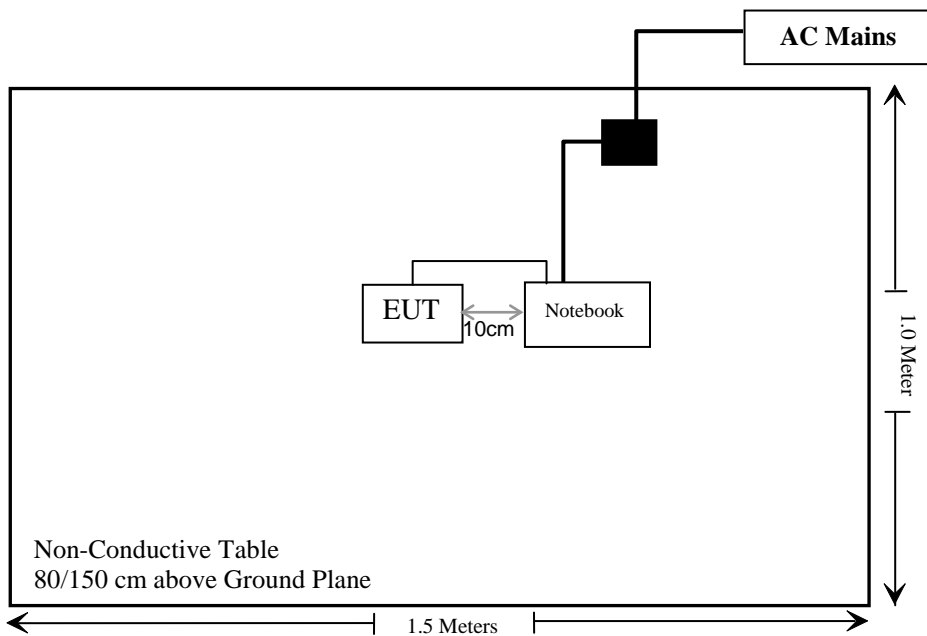 AC Mains
EUT
10cm
Notebook
1.0 Meter
Non-Conductive Table
80/150 cm above Ground Plane
1.5 Meters